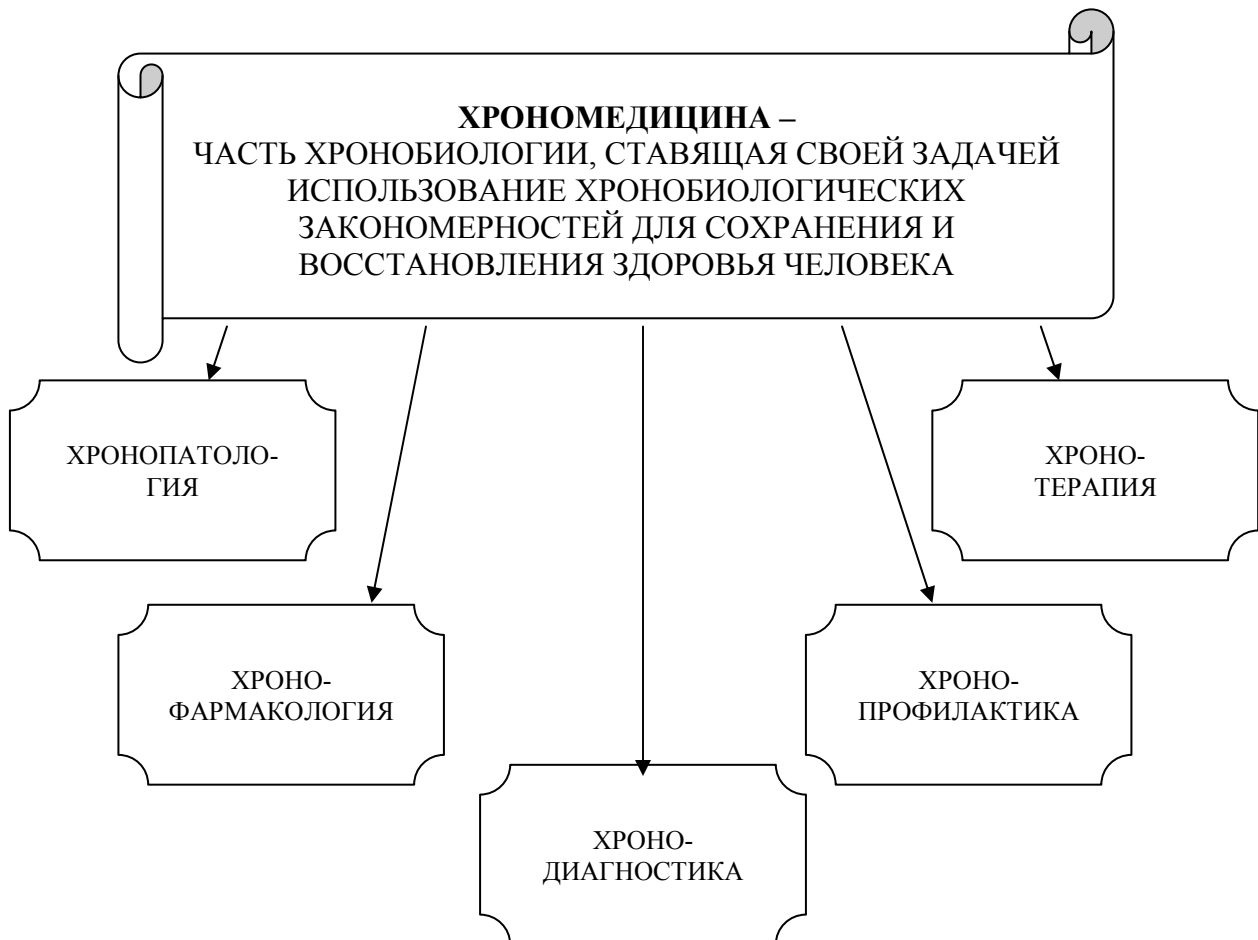 ХРОНОМЕДИЦИНА –
ЧАСТЬ ХРОНОБИОЛОГИИ, СТАВЯЩАЯ СВОЕЙ ЗАДАЧЕЙ
ИСПОЛЬЗОВАНИЕ ХРОНОБИОЛОГИЧЕСКИХ
ЗАКОНОМЕРНОСТЕЙ ДЛЯ СОХРАНЕНИЯ И
ВОССТАНОВЛЕНИЯ ЗДОРОВЬЯ ЧЕЛОВЕКА
ХРОНОПАТОЛО-
ГИЯ
ХРОНО-
ТЕРАПИЯ
ХРОНО-
ФАРМАКОЛОГИЯ
ХРОНО-
ПРОФИЛАКТИКА
ХРОНО-
ДИАГНОСТИКА